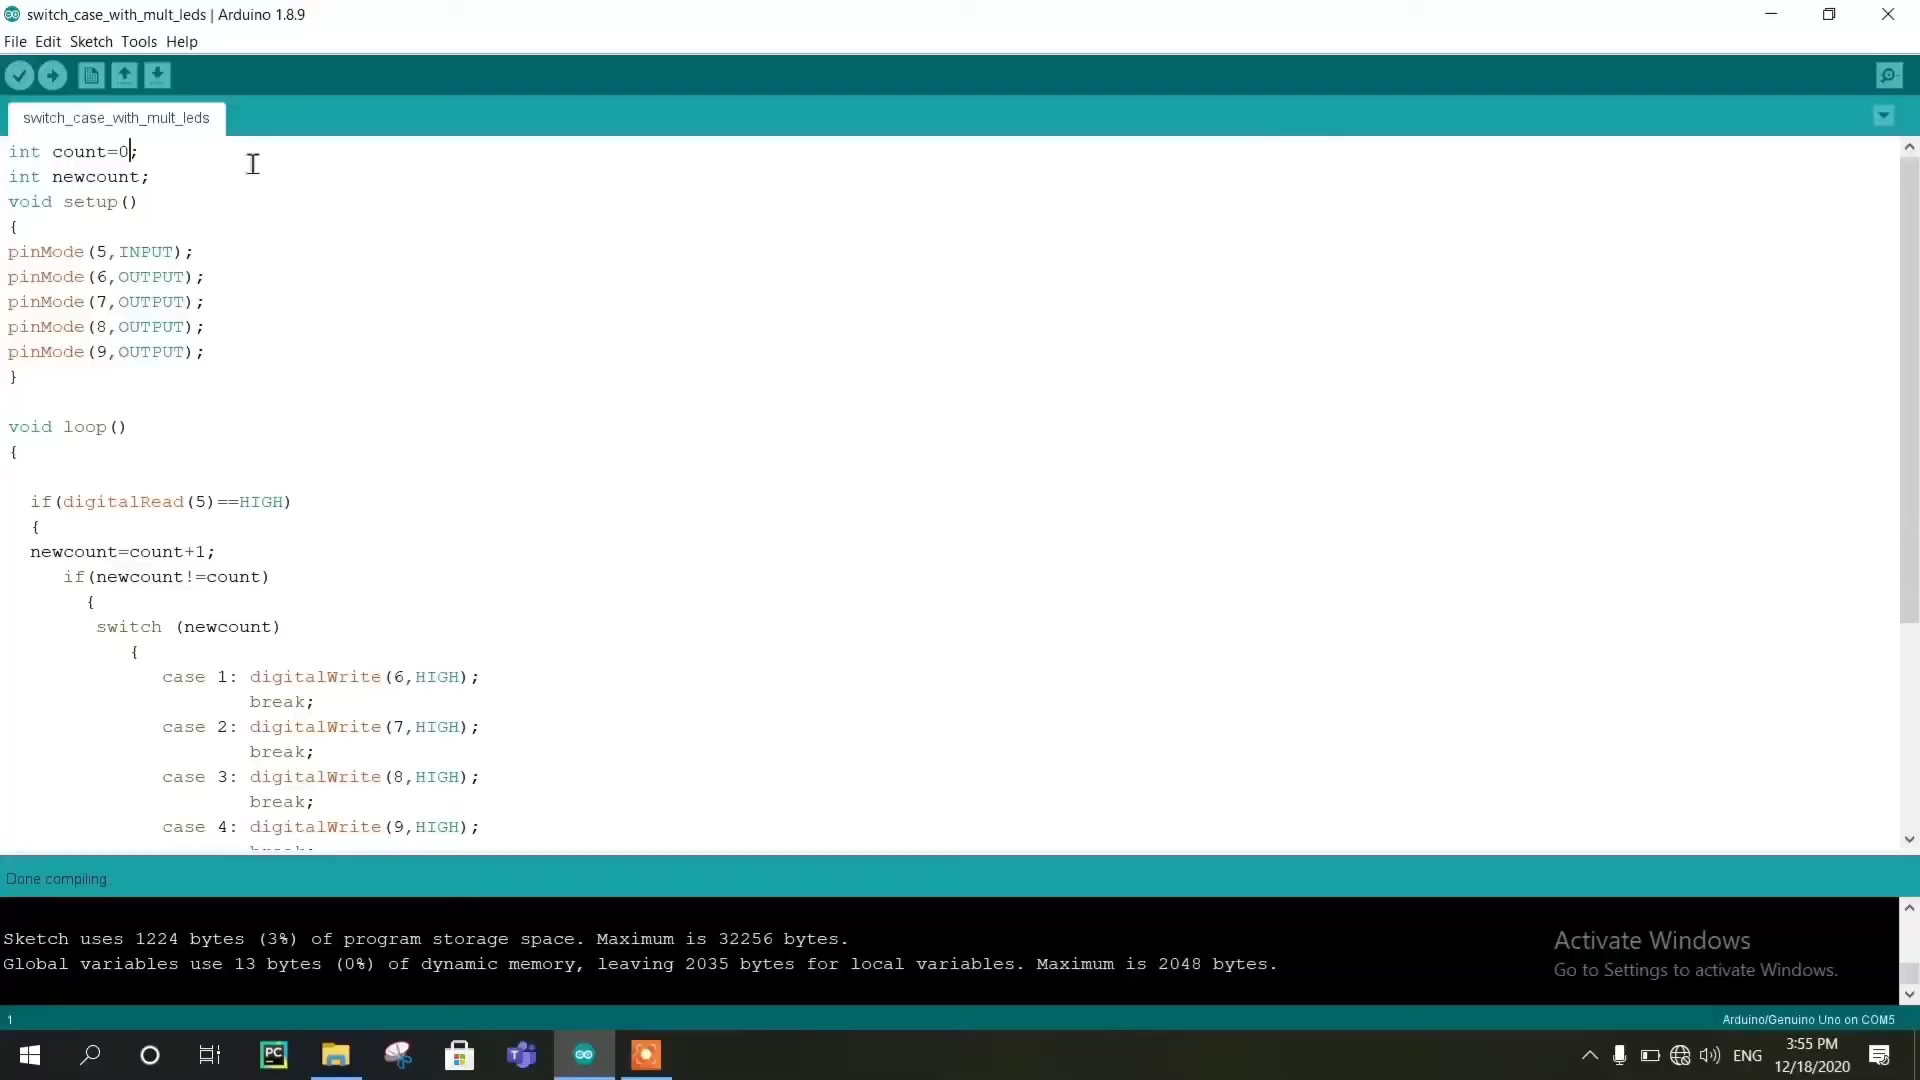 switch_case_with_mult_leds | Arduino 1.8.9
File Edit Sketch Tools Help
switch_case_with_mult_leds
int count=0;
int newcount;
void setup()
{
pinMode(5,INPUT);
pinMode(6,OUTPUT);
pinMode(7,OUTPUT);
pinMode(8,OUTPUT);
pinMode(9,OUTPUT);
}
void loop()
{
if(digitalRead(5)==HIGH)
{
newcount=count+1;
if(newcount!=count)
{
switch (newcount)
{
case 1: digitalWrite(6,HIGH);
break;
case 2: digitalWrite(7,HIGH);
break;
case 3: digitalWrite(8,HIGH);
break;
case 4: digitalWrite(9,HIGH);
Done compiling
Sketch uses 1224 bytes (3%) of program storage space. Maximum is 32256 bytes.
Global variables use 13 bytes (0%) of dynamic memory, leaving 2035 bytes for local variables. Maximum is 2048 bytes.
Activate Windows
Go to Settings to activate Windows.
1
Arduino/Genuino Uno on COM5
PC
ENG
3:55 PM
12/18/2020